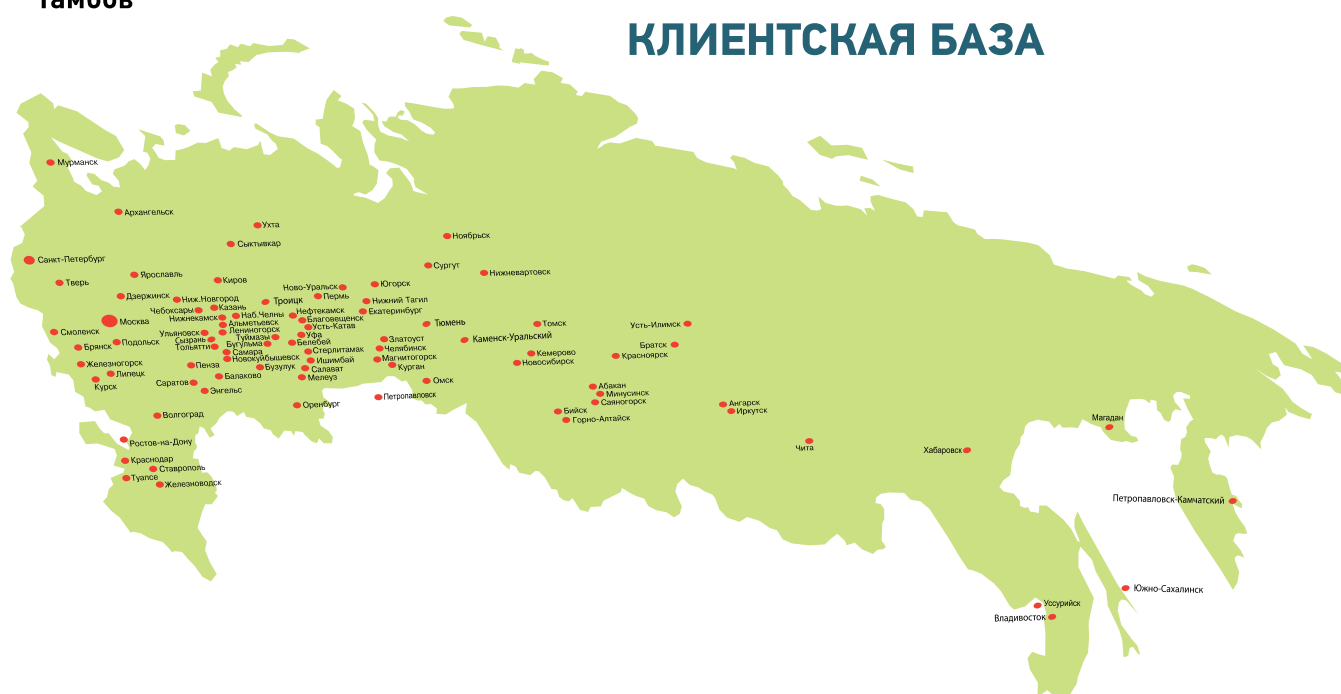 Тамбов
КЛИЕНТСКАЯ БАЗА
Мурманск
Архангельск
Ухта
Сыктывкар
Ноябрьск
Санкт-Петербург
Сургут
Нижневартовск
Ярославль
Тверь
Киров
Ново-Уральск
Югорск
Дзержинск
Ниж.Новгород
Троицк
Пермь
Нижний Тагил
Чебоксары
Казань
Нефтекамск
Екатеринбург
Москва
Нижнекамск
Наб.Челны
Благовещенск
Альметьевск
Усть-Катав
Тюмень
Томск
Усть-Илимск
Смоленск
Ульяновск
Лениногорск
Уфа
Каменск-Уральский
Подольск
Сызрань
Туймазы
Златоуст
Брянск
Тольятти
Бугульма
Белебей
Челябинск
Братск
Самара
Стерлитамак
Кемерово
Красноярск
Новокуйбышевск
Ишимбай
Магнитогорск
Новосибирск
Железногорск
Пенза
Бузулук
Салават
Курган
Липецк
Балаково
Мелеуз
Омск
Курск
Саратов
Энгельс
Абакан
Минусинск
Петропавловск
Саяногорск
Оренбург
Ангарск
Иркутск
Бийск
Волгоград
Горно-Алтайск
Магадан
Ростов-на-Дону
Чита
Хабаровск
Краснодар
Ставрополь
Туапсе
Железноводск
Петропавловск-Камчатский
Южно-Сахалинск
Уссурийск
Владивосток